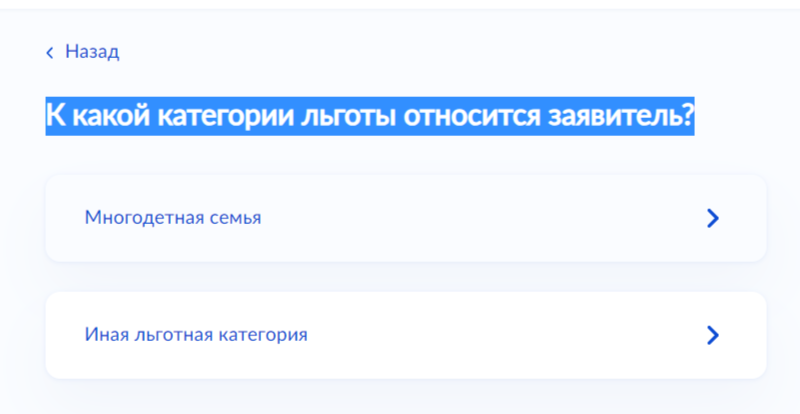 Назад
К какой категории льготы относится заявитель?
Многодетная семья
Иная льготная категория